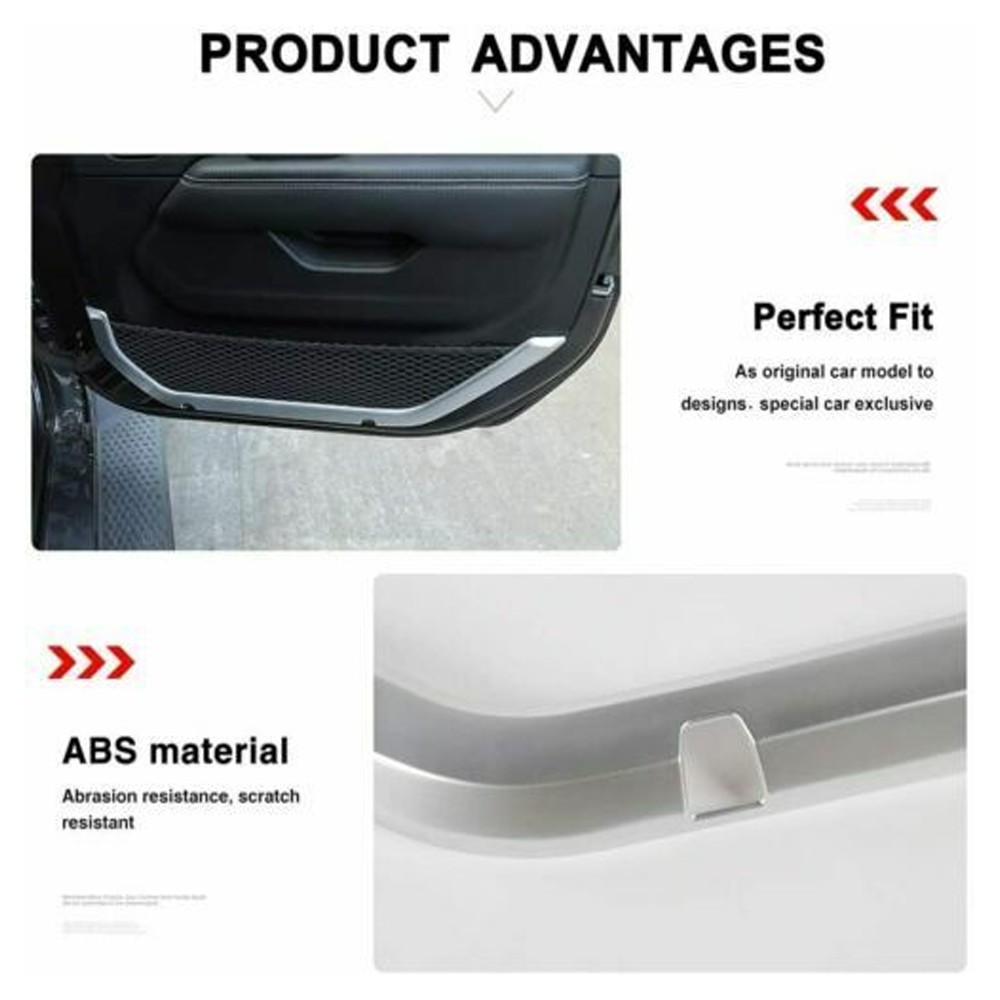 PRODUCT ADVANTAGES
Perfect Fit
As original car model to
designs. special car exclusive
ABS material
Abrasion resistance, scratch
resistant